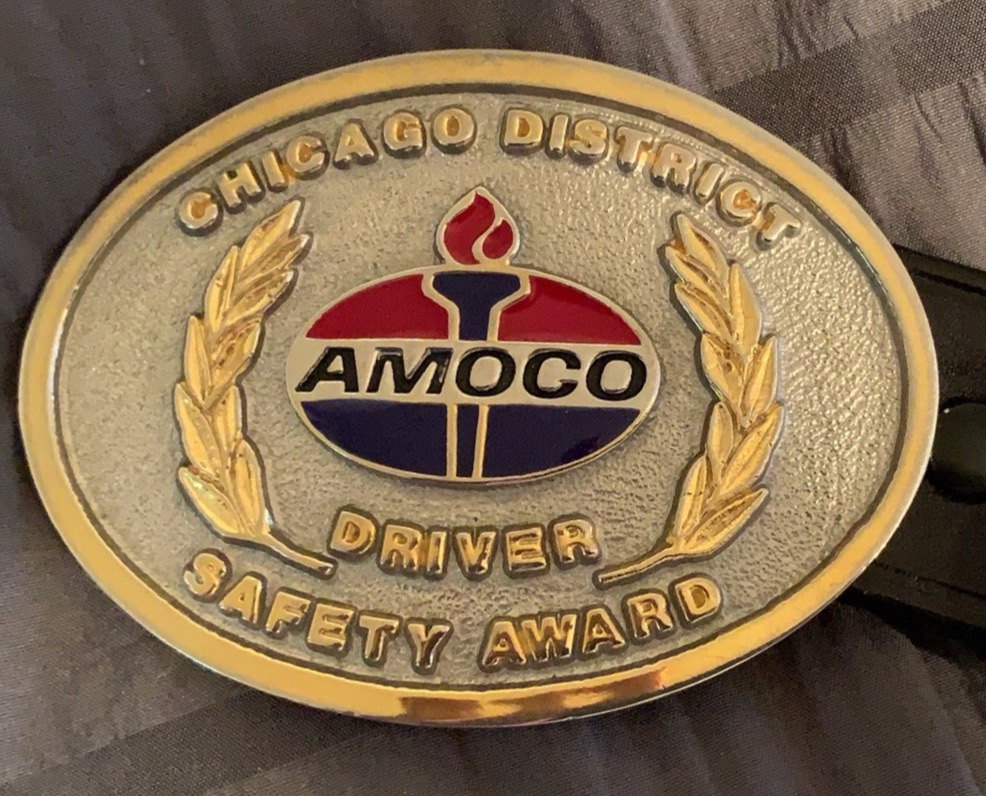 CHICAGO DISTRICT
AMOCO
DRIVER
SAFETY AWARD